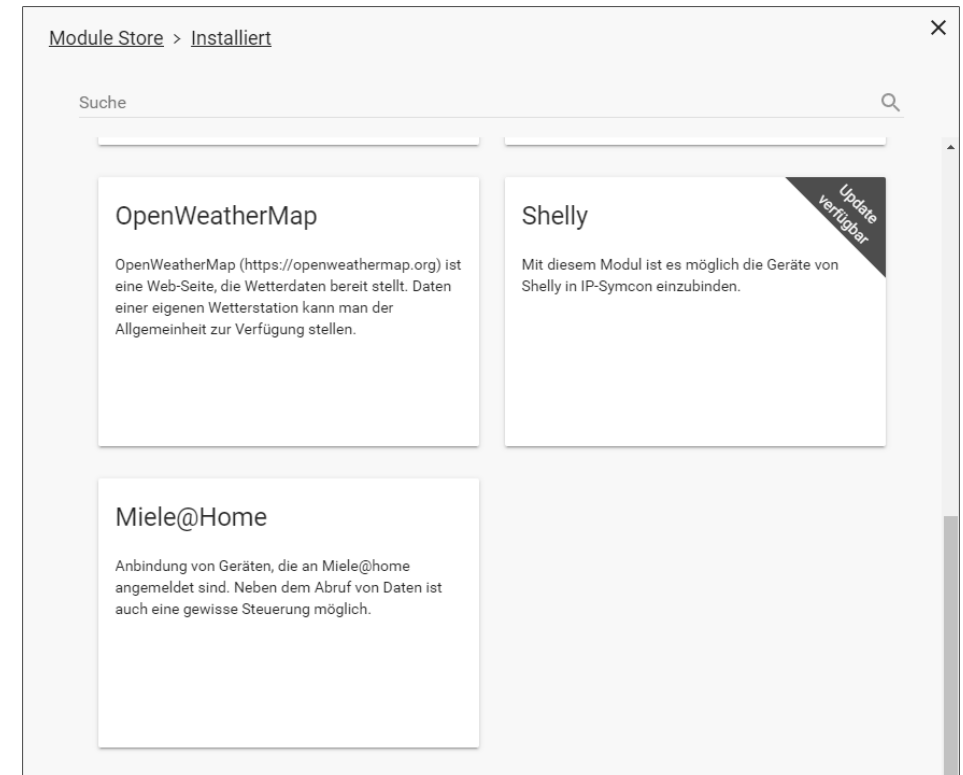 Module Store > Installiert
Suche
OpenWeatherMap
OpenWeatherMap (https://openweathermap.org) ist
eine Web-Seite, die Wetterdaten bereit stellt. Daten
einer eigenen Wetterstation kann man der
Allgemeinheit zur Verfügung stellen.
Shelly
Update
verfügbar
Mit diesem Modul ist es möglich die Geräte von
Shelly in IP-Symcon einzubinden.
Miele@Home
Anbindung von Geräten, die an Miele@home
angemeldet sind. Neben dem Abruf von Daten ist
auch eine gewisse Steuerung möglich.